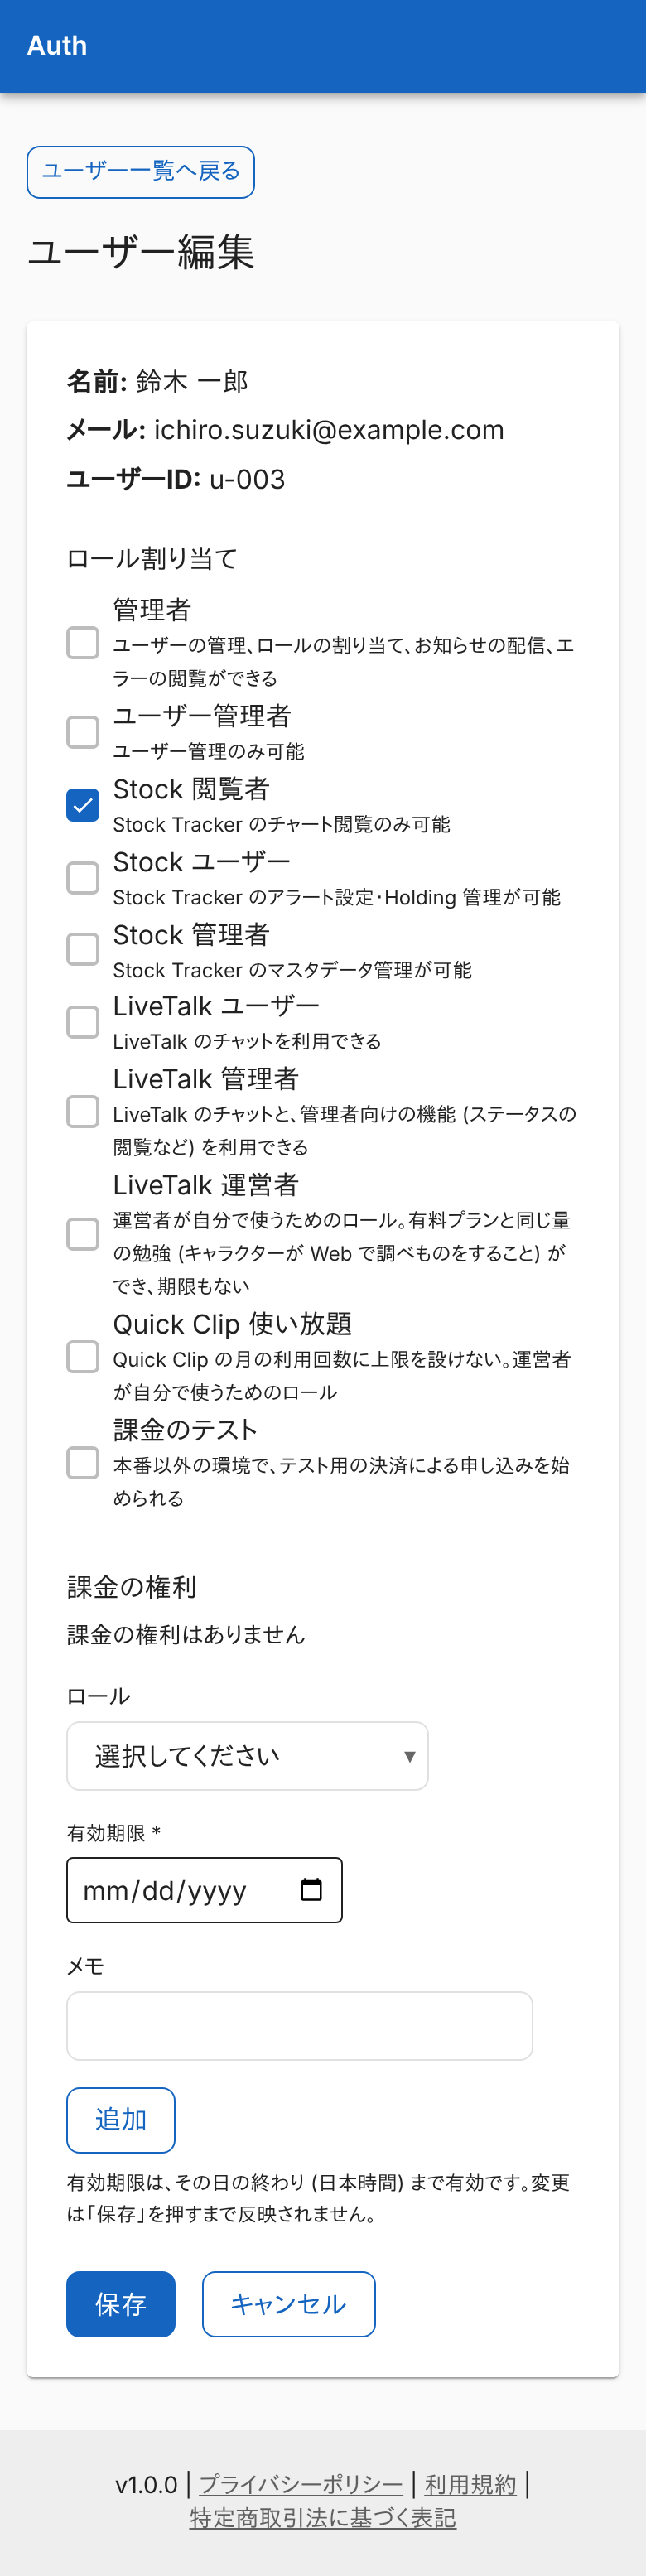 Auth
ユーザー一覧へ戻る
ユーザー編集
名前: 鈴木 一郎
メール: ichiro.suzuki@example.com
ユーザーID: u-003
ロール割り当て
管理者
ユーザーの管理、ロールの割り当て、お知らせの配信、エ
ラーの閲覧ができる
ユーザー管理者
ユーザー管理のみ可能
Stock 閲覧者
Stock Tracker のチャート閲覧のみ可能
Stock ユーザー
Stock Tracker のアラート設定・Holding 管理が可能
Stock 管理者
Stock Tracker のマスタデータ管理が可能
LiveTalk ユーザー
LiveTalk のチャットを利用できる
LiveTalk 管理者
LiveTalk のチャットと、管理者向けの機能 (ステータスの
閲覧など) を利用できる
LiveTalk 運営者
運営者が自分で使うためのロール。有料プランと同じ量
の勉強 (キャラクターが Web で調べものをすること) が
でき、期限もない
Quick Clip 使い放題
Quick Clip の月の利用回数に上限を設けない。運営者
が自分で使うためのロール
課金のテスト
本番以外の環境で、テスト用の決済による申し込みを始
められる
課金の権利
課金の権利はありません
ロール
選択してください
有効期限 *
mm/dd/yyyy
メモ
追加
有効期限は、その日の終わり (日本時間) まで有効です。変更
は「保存」を押すまで反映されません。
保存 キャンセル
v1.0.0 | プライバシーポリシー | 利用規約 |
特定商取引法に基づく表記